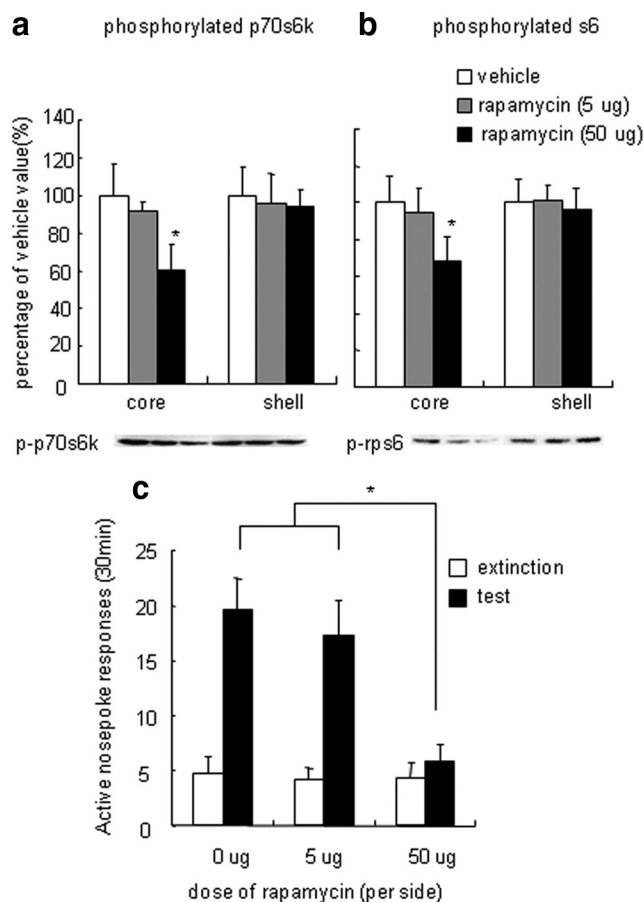 a
phosphorylated p70s6k
b
phosphorylated s6
vehicle
rapamycin (5 ug)
rapamycin (50 ug)
percentage of vehicle value(%)
140
120
100
80
60
40
20
0
*
*
core
shell
core
shell
p-p70s6k
p-rps6
c
*
Active nosepoke responses (30min)
25
20
15
10
5
0
extinction
test
0 ug
5 ug
50 ug
dose of rapamycin (per side)